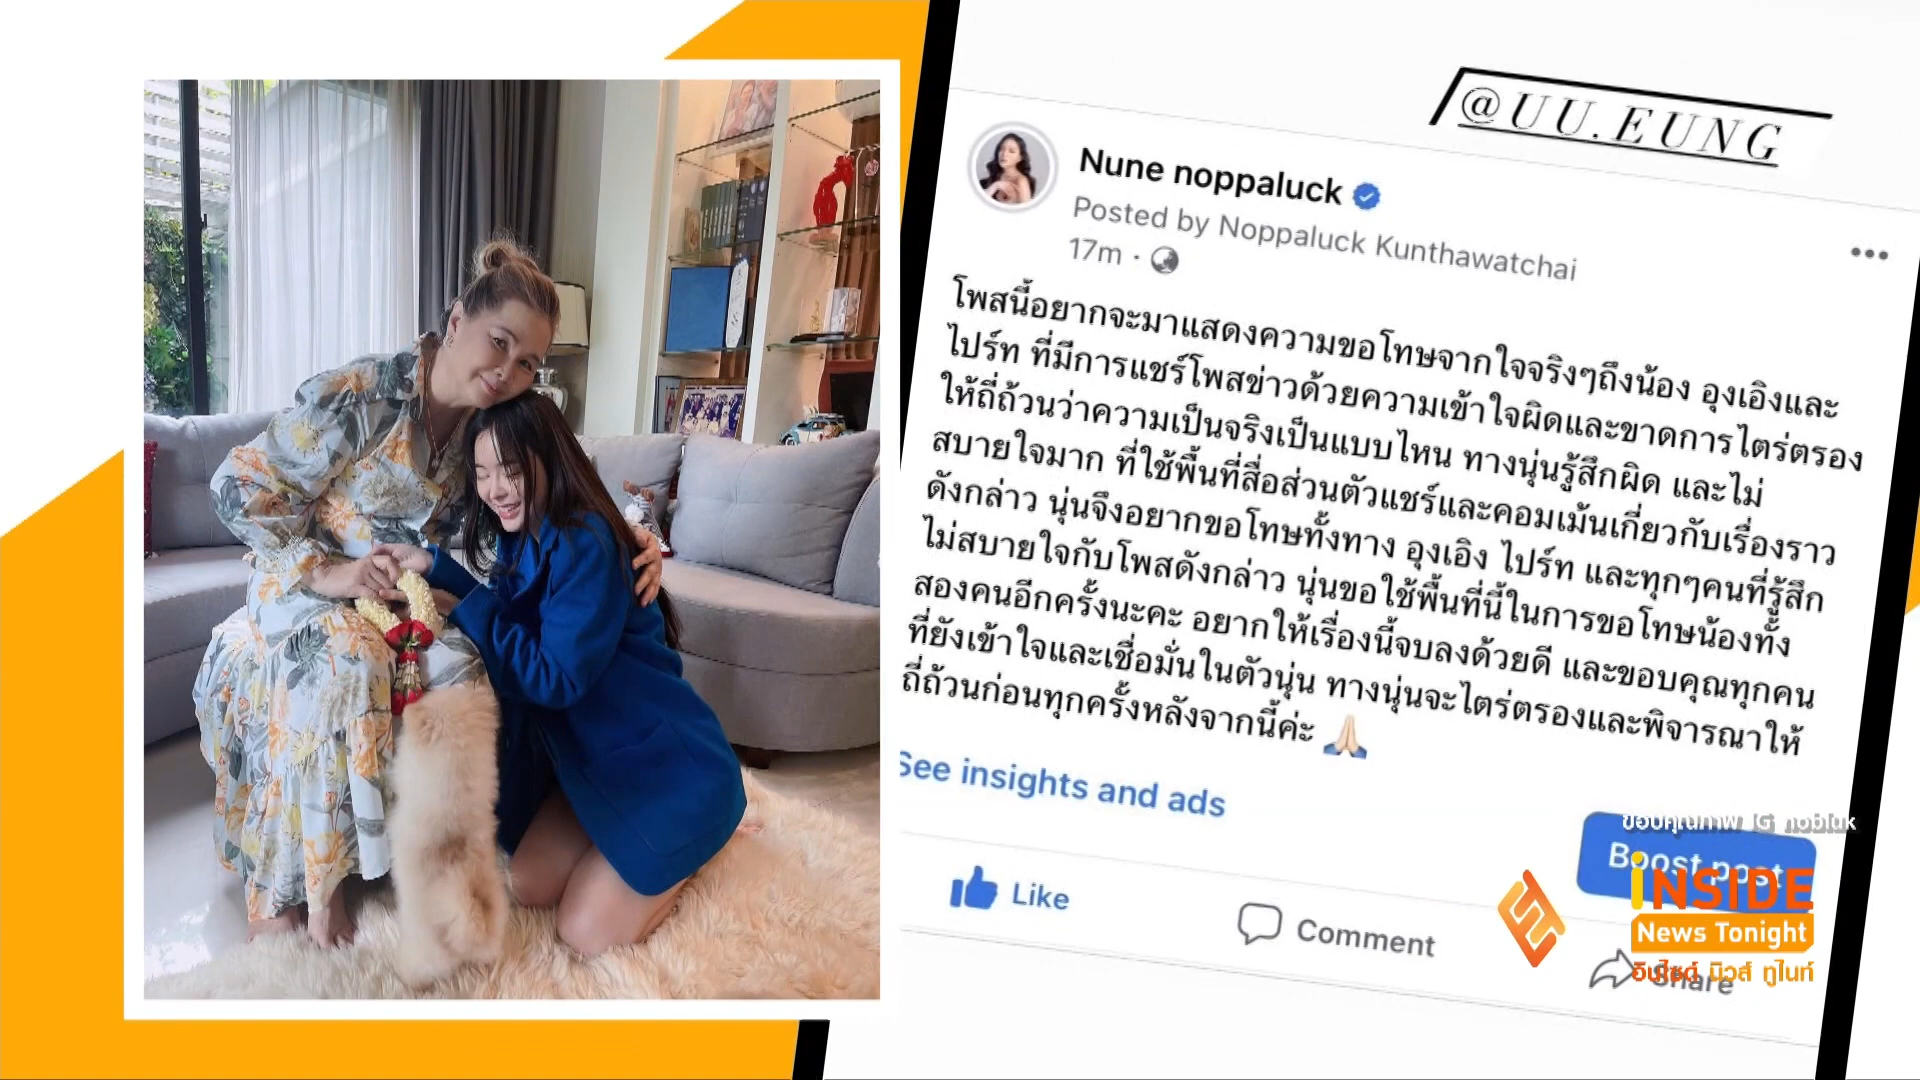 @UU.EUNG
Nune noppaluck
Posted by Noppaluck Kunthawatchai
17m ·
โพสนี้อยากจะมาแสดงความขอโทษจากใจจริงๆถึงน้อง อุงเอิงและ
ไปร์ท ที่มีการแชร์โพสข่าวด้วยความเข้าใจผิดและขาดการไตร่ตรอง
ให้ถี่ถ้วนว่าความเป็นจริงเป็นแบบไหน ทางนุ่นรู้สึกผิด และไม่
สบายใจมาก ที่ใช้พื้นที่สื่อส่วนตัวแชร์และคอมเม้นเกี่ยวกับเรื่องราว
ดังกล่าว นุ่นจึงอยากขอโทษทั้งทาง อุงเอิง ไปร์ท และทุกๆคนที่รู้สึก
ไม่สบายใจกับโพสดังกล่าว นุ่นขอใช้พื้นที่นี้ในการขอโทษน้องทั้ง
สองคนอีกครั้งนะคะ อยากให้เรื่องนี้จบลงด้วยดี และขอบคุณทุกคน
ที่ยังเข้าใจและเชื่อมั่นในตัวนุ่น ทางนุ่นจะไตร่ตรองและพิจารณาให้
ถี่ถ้วนก่อนทุกครั้งหลังจากนี้ค่ะ 🙏🏻
See insights and ads
ขอบคุณภาพ IG
Boost post
Like
Comment
Share
iNSIDE
News Tonight
อินไซด์ นิวส์ ทูไนท์